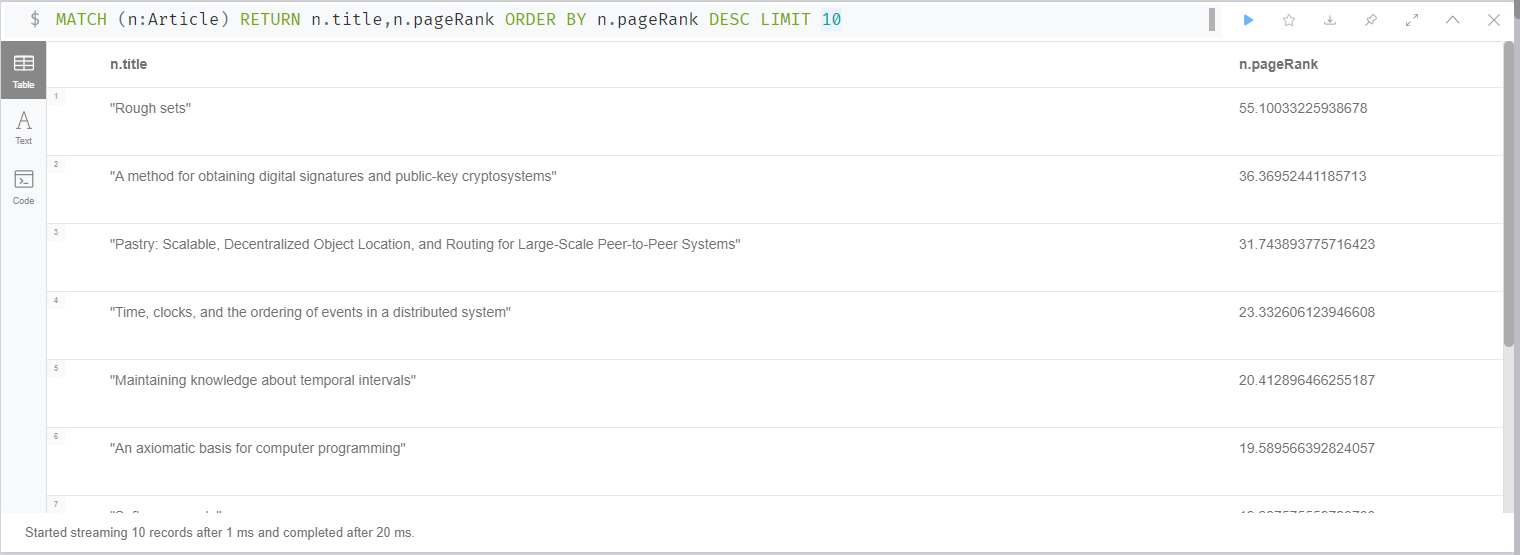 $ MATCH (n:Article) RETURN n.title,n.pageRank ORDER BY n.pageRank DESC LIMIT 10
Table
Text
Code
n.title n.pageRank
1
"Rough sets" 55.10033225938678
2
"A method for obtaining digital signatures and public-key cryptosystems" 36.36952441185713
3
"Pastry: Scalable, Decentralized Object Location, and Routing for Large-Scale Peer-to-Peer Systems" 31.743893775716423
4
"Time, clocks, and the ordering of events in a distributed system" 23.332606123946608
5
"Maintaining knowledge about temporal intervals" 20.412896466255187
6
"An axiomatic basis for computer programming" 19.589566392824057
7
Started streaming 10 records after 1 ms and completed after 20 ms.